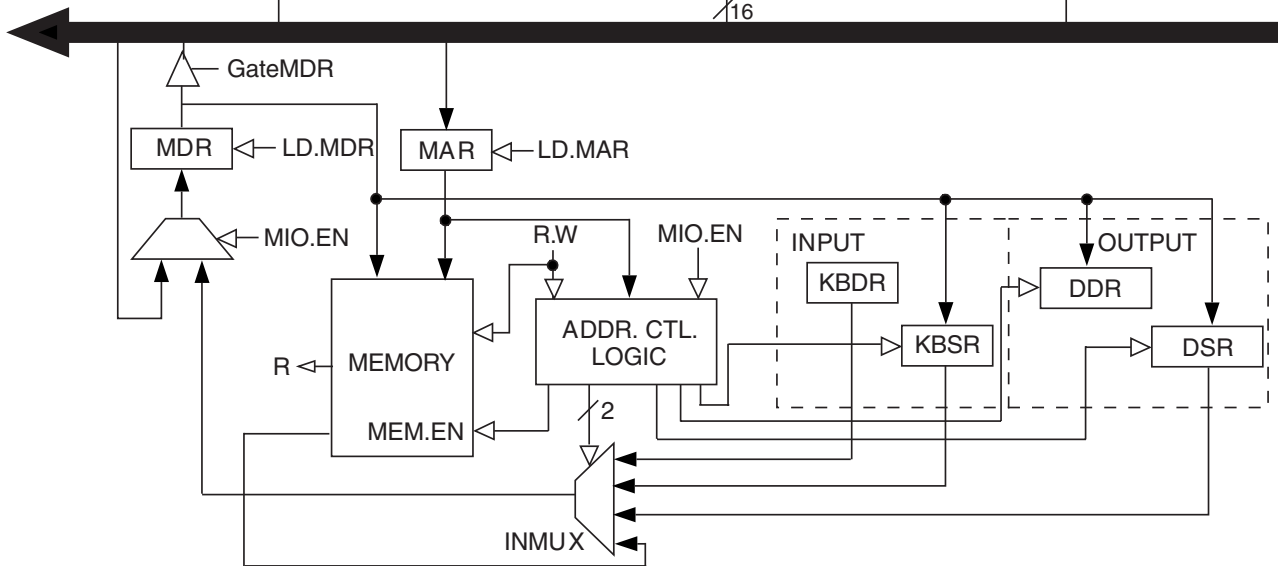 16
GateMDR
MDR
LD.MDR
MAR
LD.MAR
MIO.EN
R.W
MIO.EN
INPUT
OUTPUT
KBDR
DDR
ADDR. CTL.
LOGIC
KBSR
DSR
R
MEMORY
2
MEM.EN
INMUX